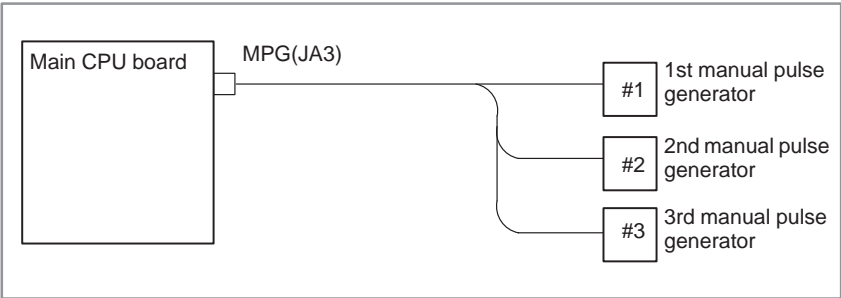 Main CPU board
MPG(JA3)
#1
1st manual pulse
generator
#2
2nd manual pulse
generator
#3
3rd manual pulse
generator